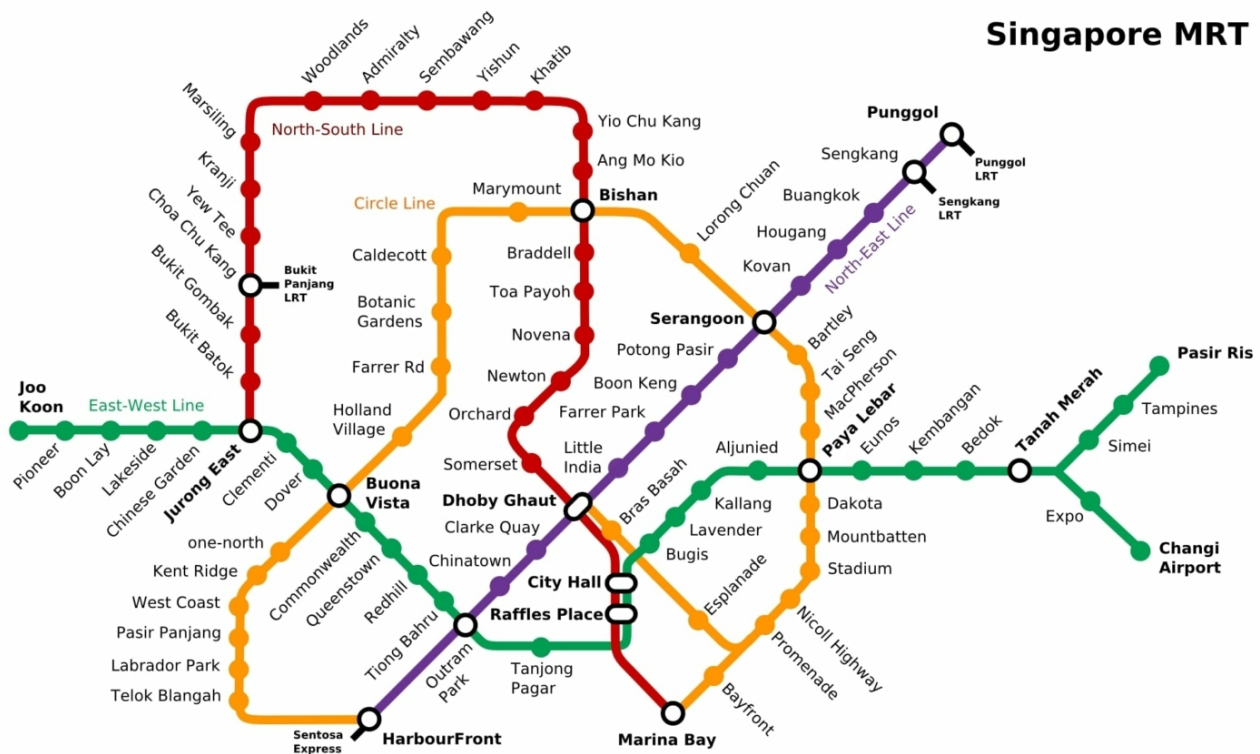 Singapore MRT
Woodlands
Admiralty
Sembawang
Yishun
Khatib
Marsiling
North-South Line
Yio Chu Kang
Punggol
Kranji
Ang Mo Kio
Sengkang
Punggol
LRT
Yew Tee
Circle Line
Marymount
Bishan
Lorong Chuan
Buangkok
Sengkang
LRT
Choa Chu Kang
Caldecott
Braddell
Hougang
North-East Line
Bukit
Panjang
LRT
Kovan
Bukit Gombak
Botanic
Gardens
Toa Payoh
Serangoon
Bartley
Bukit Batok
Novena
Potong Pasir
Tai Seng
Pasir Ris
Farrer Rd
Newton
Boon Keng
MacPherson
Joo
Koon
East-West Line
Holland
Village
Orchard
Farrer Park
Paya Lebar
Tanah Merah
Tampines
Pioneer
Boon Lay
Lakeside
Chinese Garden
Jurong East
Clementi
Dover
Somerset
Little
India
Aljunied
Eunos
Kembangan
Bedok
Simei
Buona
Vista
Dhoby Ghaut
Bras Basah
Kallang
Dakota
Expo
one-north
Commonwealth
Clarke Quay
Lavender
Mountbatten
Kent Ridge
Queenstown
Chinatown
Bugis
Stadium
Changi
Airport
West Coast
Redhill
City Hall
Esplanade
Nicoll Highway
Pasir Panjang
Tiong Bahru
Raffles Place
Promenade
Labrador Park
Outram
Park
Tanjong
Pagar
Bayfront
Telok Blangah
Sentosa
Express
HarbourFront
Marina Bay